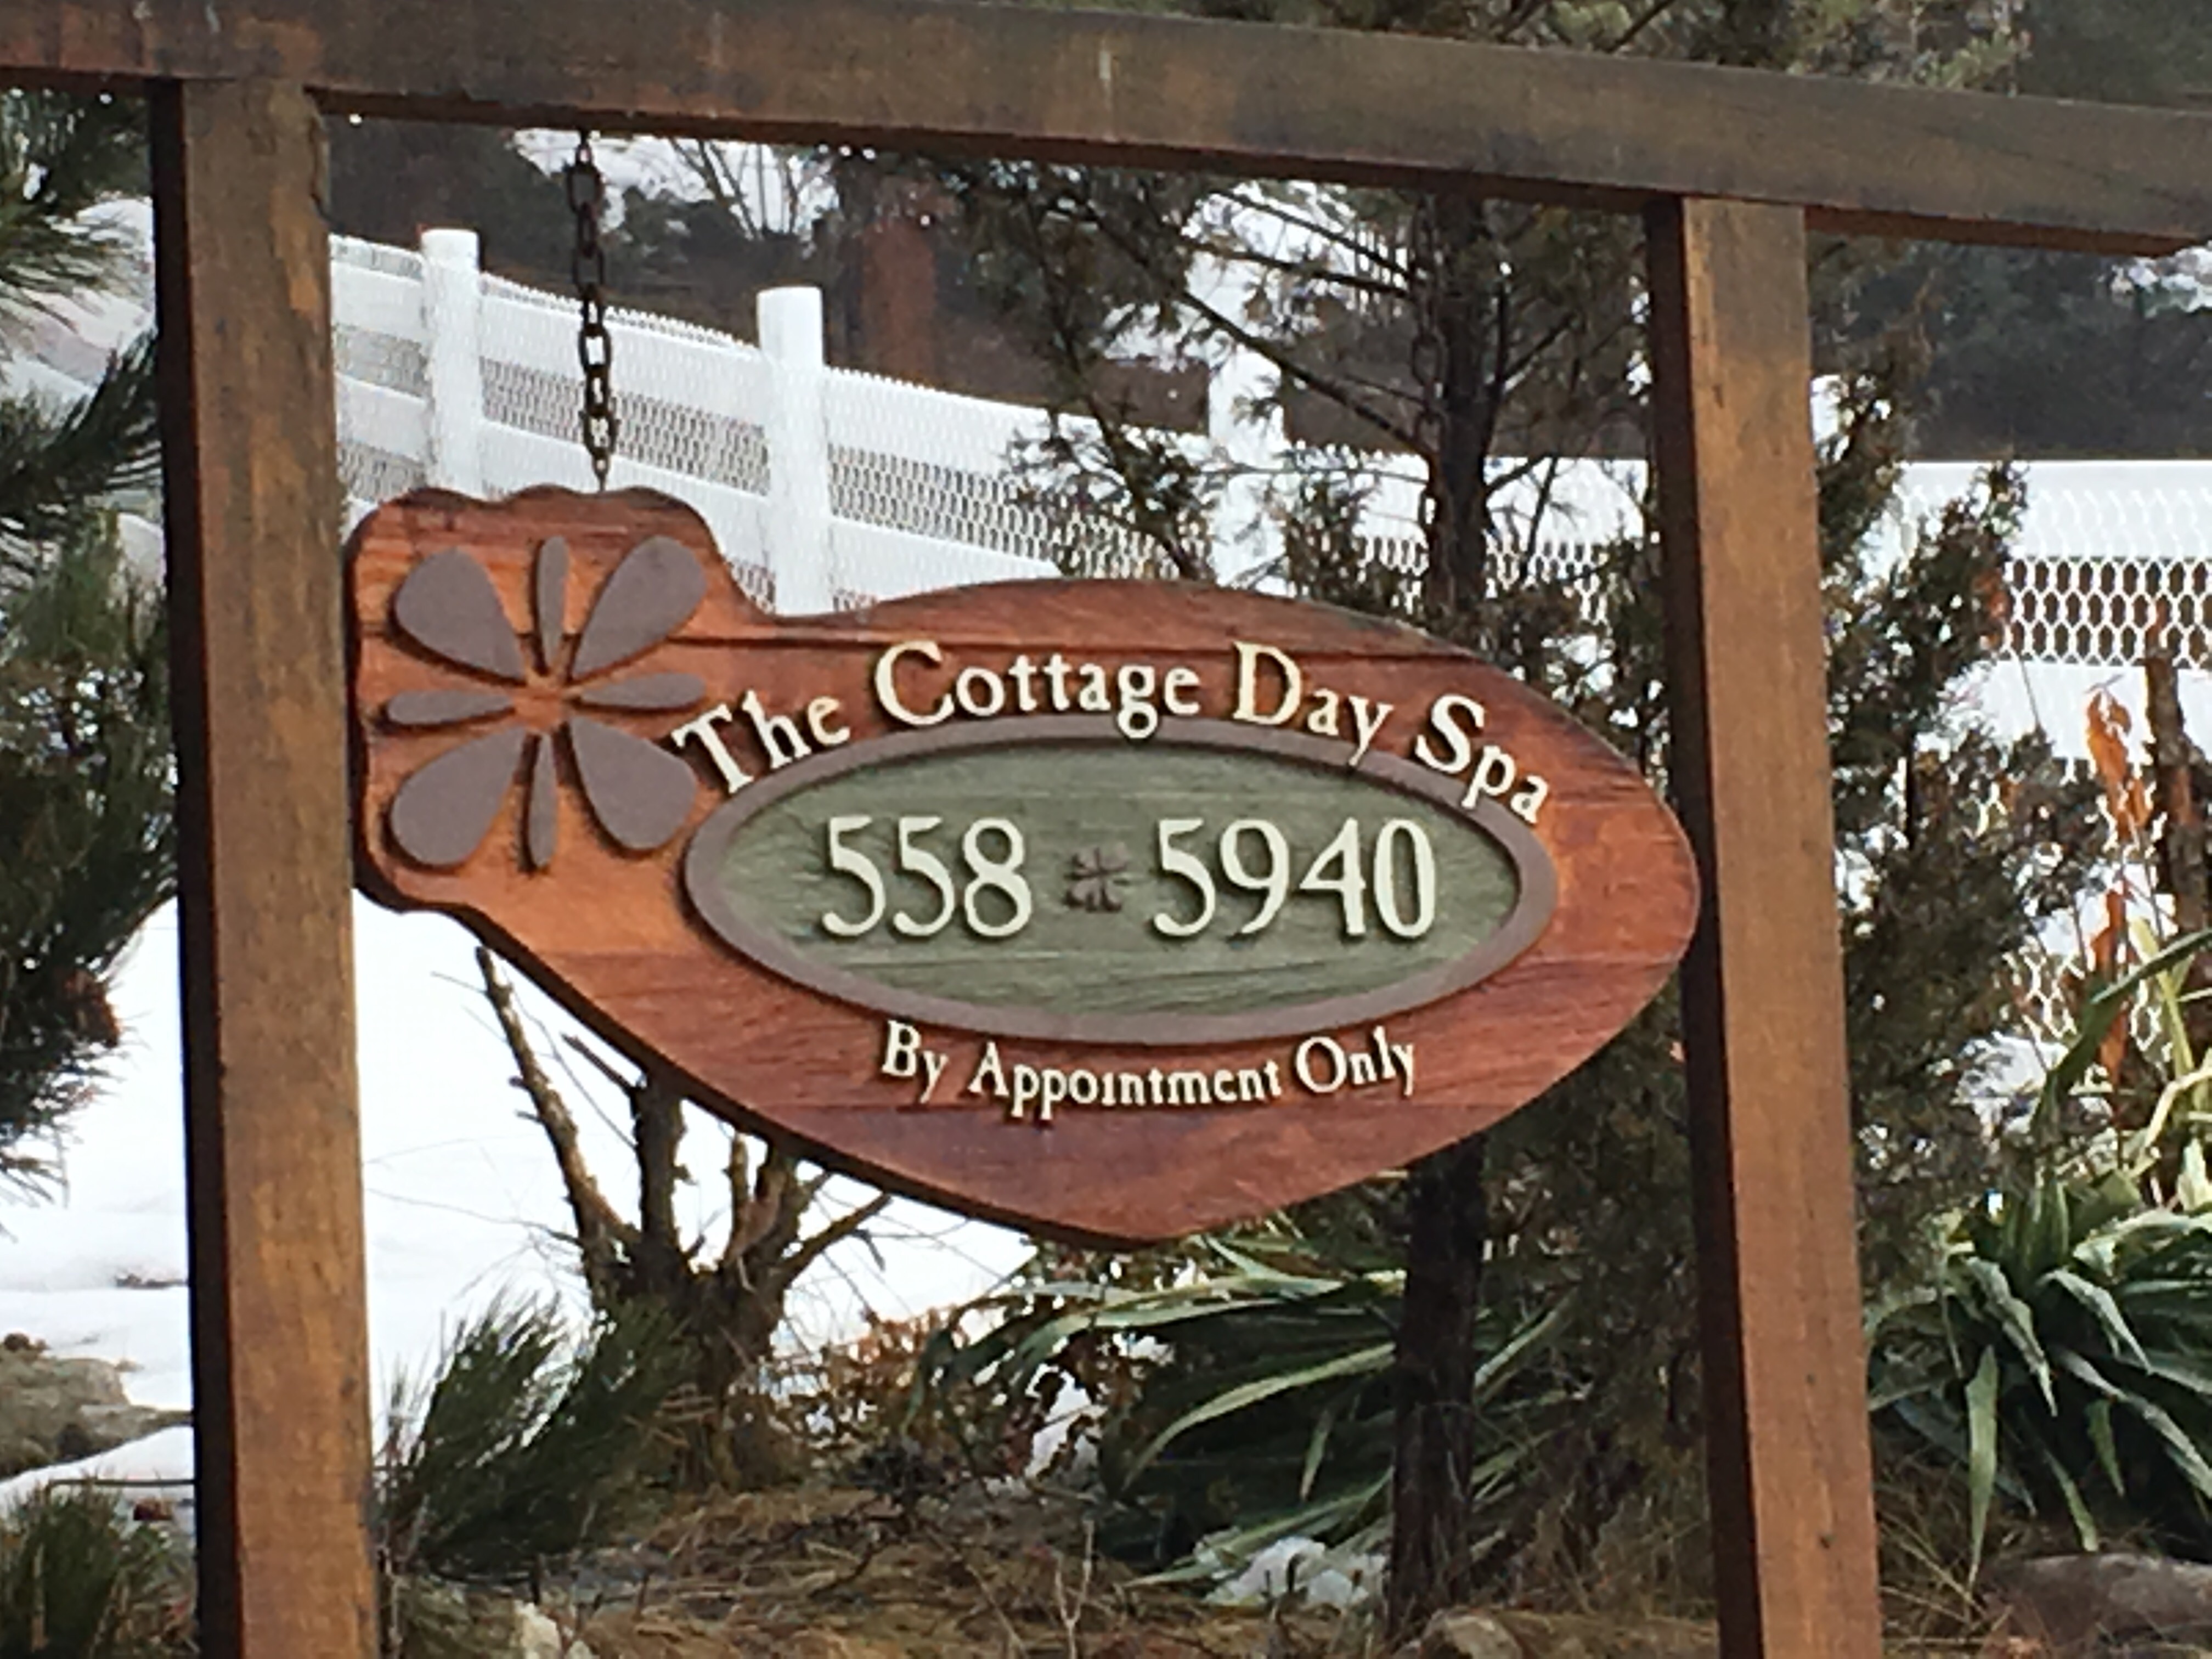 The Cottage Day Spa
558 5940
By Appointment Only